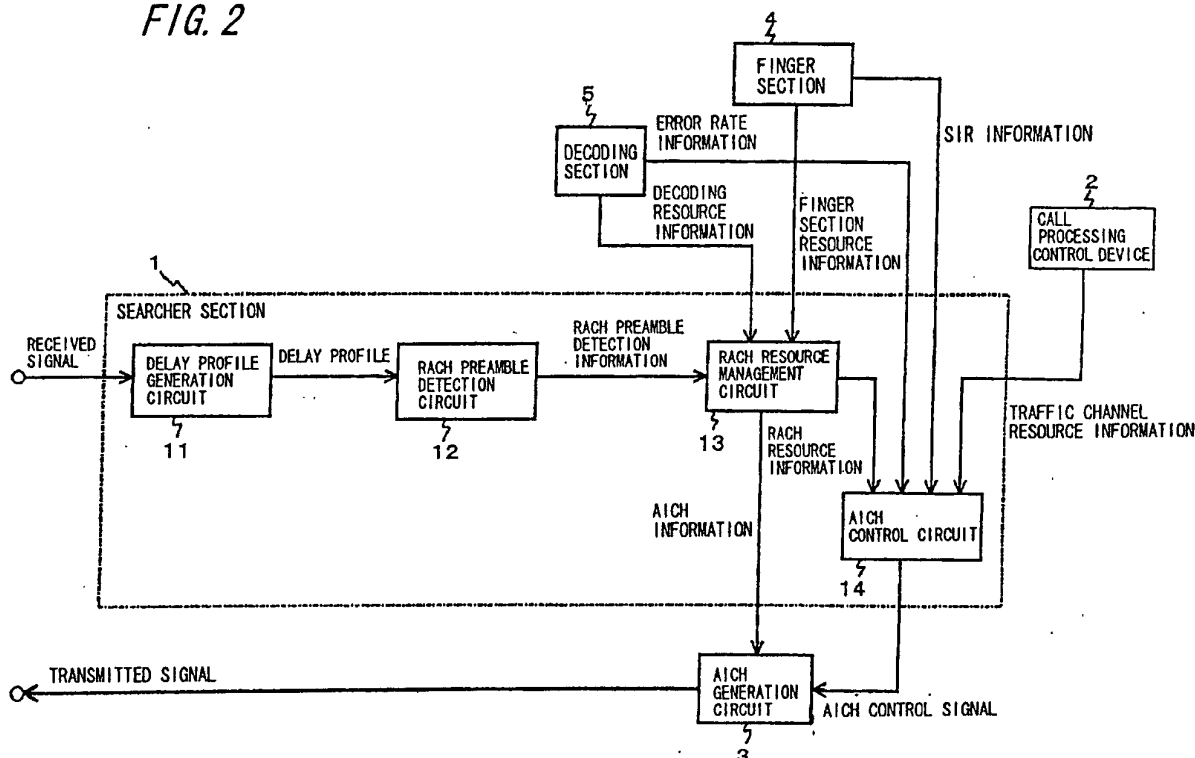 FIG. 2
4
FINGER
SECTION
5
DECODING
SECTION
ERROR RATE
INFORMATION
SIR INFORMATION
DECODING
RESOURCE
INFORMATION
FINGER
SECTION
RESOURCE
INFORMATION
2
CALL
PROCESSING
CONTROL DEVICE
1
SEARCHER SECTION
RECEIVED
SIGNAL
DELAY PROFILE
GENERATION
CIRCUIT
11
DELAY PROFILE
RACH PREAMBLE
DETECTION
CIRCUIT
12
RACH PREAMBLE
DETECTION
INFORMATION
RACH RESOURCE
MANAGEMENT
CIRCUIT
13
RACH
RESOURCE
INFORMATION
TRAFFIC CHANNEL
RESOURCE INFORMATION
AICH
INFORMATION
AICH
CONTROL CIRCUIT
14
TRANSMITTED SIGNAL
AICH
GENERATION
CIRCUIT
3
AICH CONTROL SIGNAL